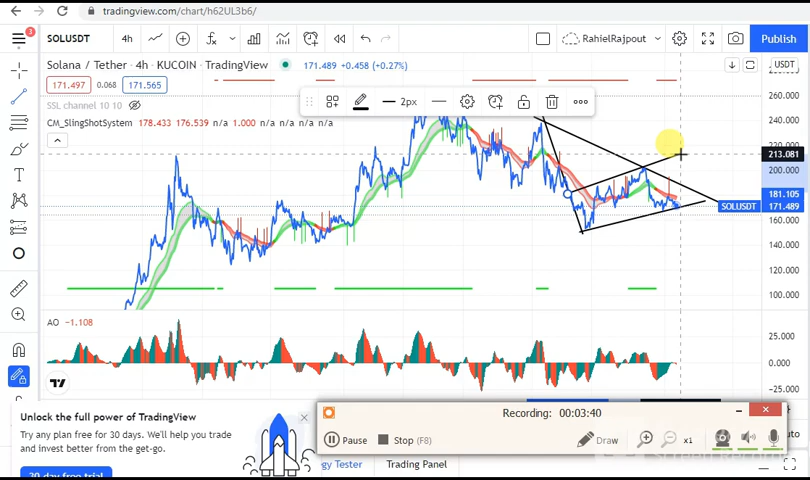 tradingview.com/chart/h62UL3b6/
SOLUSDT
4h
RahielRajpout
Publish
Solana / Tether · 4h · KUCOIN · TradingView
171.489 +0.458 (+0.27%)
USDT
171.497
0.068
171.565
SSL channel 10 10
2px
CM_SlingShotSystem 178.433 176.539 n/a 1.000 n/a n/a n/a n/a
260.000
240.000
213.081
200.000
181.105
SOLUSDT
171.489
160.000
140.000
120.000
100.000
AO −1.108
25.000
0.000
−25.000
Unlock the full power of TradingView
Try any plan free for 30 days. We'll help you trade
and invest better from the get-go.
30-day free trial
Recording: 00:03:40
Pause
Stop (F8)
Draw
x1
gy Tester
Trading Panel